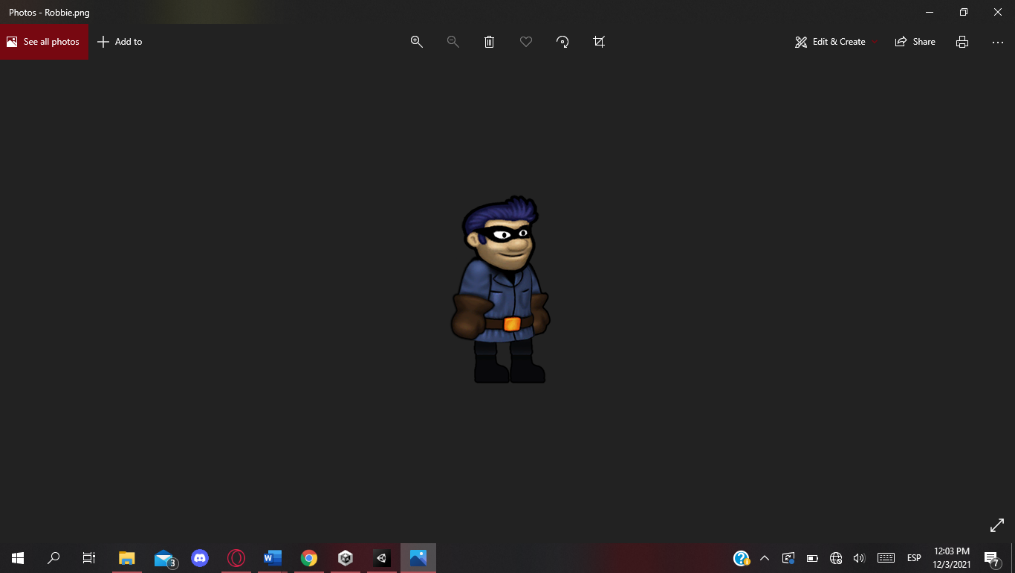 Photos - Robbie.png
See all photos
Add to
Edit & Create
Share
W
3
ESP
12:03 PM
12/3/2021
7